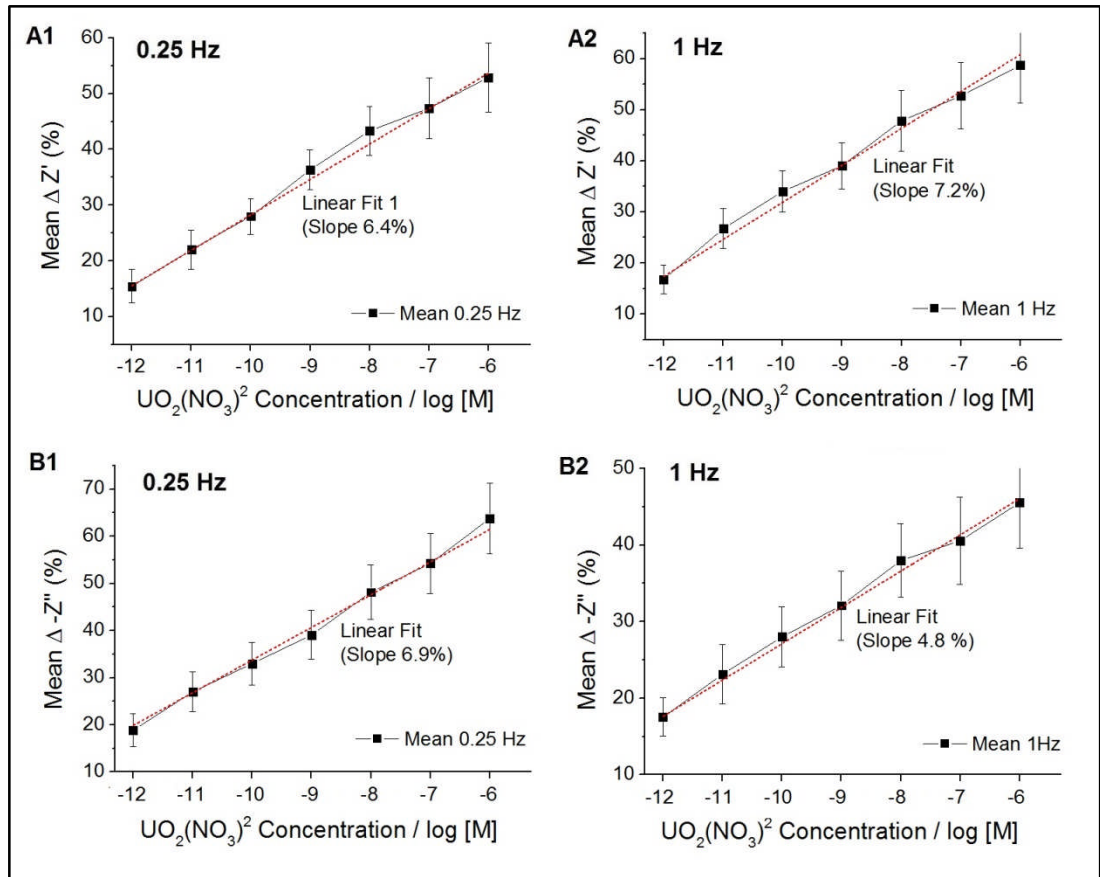 A1
0.25 Hz
60
50
40
30
20
10
Mean Δ Z' (%)
Linear Fit 1
(Slope 6.4%)
Mean 0.25 Hz
-12 -11 -10 -9 -8 -7 -6
UO₂(NO₃)² Concentration / log [M]
A2
1 Hz
60
50
40
30
20
10
Mean Δ Z' (%)
Linear Fit
(Slope 7.2%)
Mean 1 Hz
-12 -11 -10 -9 -8 -7 -6
UO₂(NO₃)² Concentration / log [M]
B1
0.25 Hz
70
60
50
40
30
20
10
Mean Δ -Z" (%)
Linear Fit
(Slope 6.9%)
Mean 0.25 Hz
-12 -11 -10 -9 -8 -7 -6
UO₂(NO₃)² Concentration / log [M]
B2
1 Hz
50
40
30
20
10
Mean Δ -Z" (%)
Linear Fit
(Slope 4.8 %)
Mean 1Hz
-12 -11 -10 -9 -8 -7 -6
UO₂(NO₃)² Concentration / log [M]